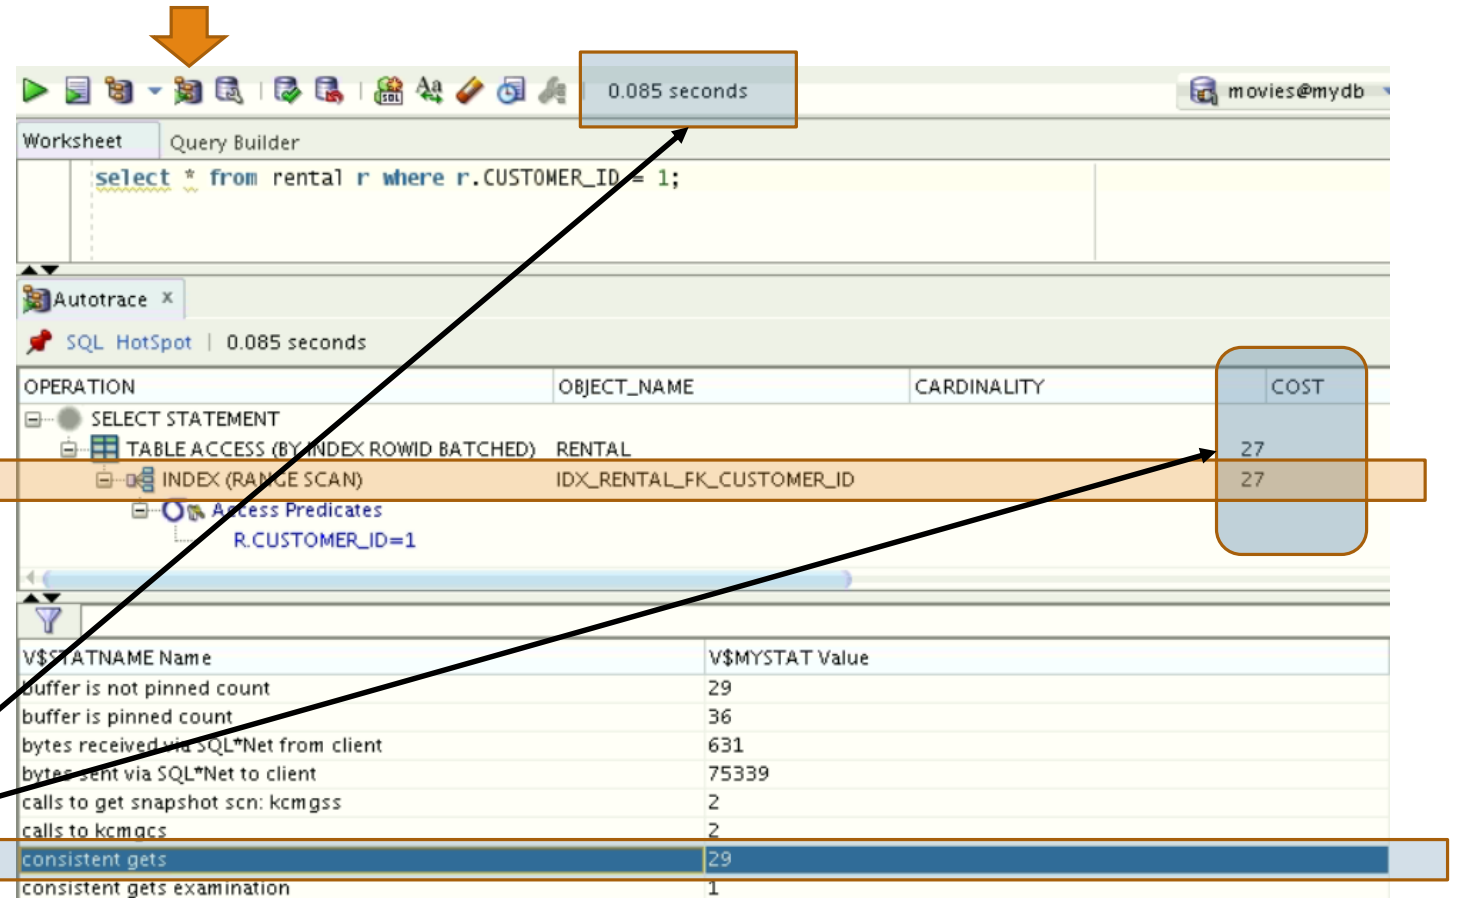 0.085 seconds
movies@mydb
Worksheet Query Builder
select * from rental r where r.CUSTOMER_ID = 1;
Autotrace x
SQL HotSpot | 0.085 seconds
OPERATION OBJECT_NAME CARDINALITY COST
SELECT STATEMENT
TABLE ACCESS (BY INDEX ROWID BATCHED) RENTAL 27
INDEX (RANGE SCAN) IDX_RENTAL_FK_CUSTOMER_ID 27
Access Predicates
R.CUSTOMER_ID=1
V$STATNAME Name V$MYSTAT Value
buffer is not pinned count 29
buffer is pinned count 36
bytes received via SQL*Net from client 631
bytes sent via SQL*Net to client 75339
calls to get snapshot scn: kcmgss 2
calls to kcmgcs 2
consistent gets 29
consistent gets examination 1